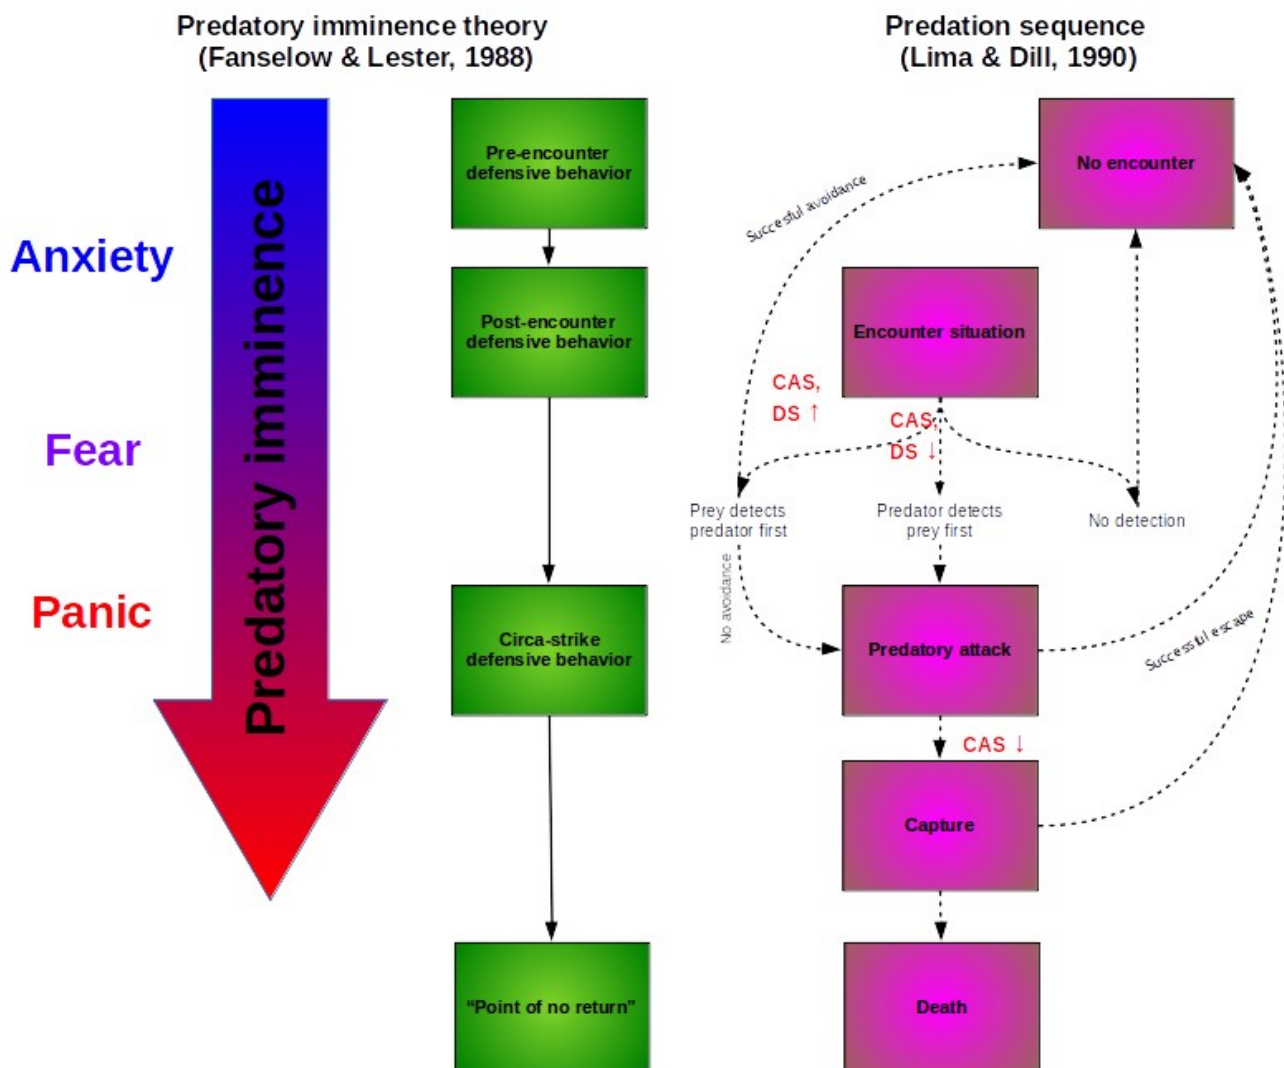 Predatory imminence theory
(Fanselow & Lester, 1988)
Anxiety
Fear
Panic
Predatory imminence
Pre-encounter
defensive behavior
Post-encounter
defensive behavior
Circa-strike
defensive behavior
“Point of no return”
Predation sequence
(Lima & Dill, 1990)
No encounter
Succesful avoidance
Encounter situation
CAS,
DS ↑
CAS,
DS ↓
Prey detects
predator first
Predator detects
prey first
No detection
No avoidance
Predatory attack
Successful escape
CAS ↓
Capture
Death